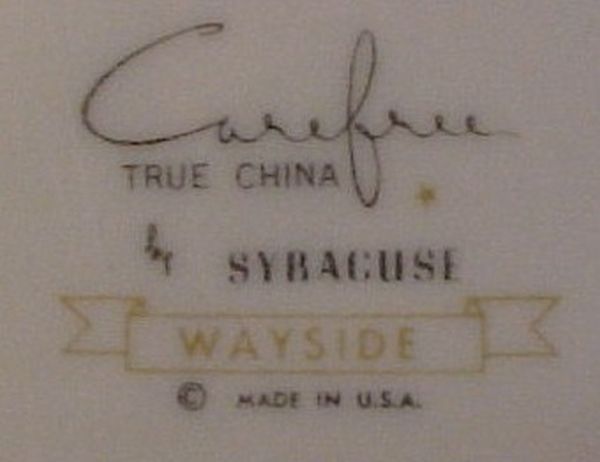 Carefree
TRUE CHINA
by SYRACUSE
WAYSIDE
© MADE IN U.S.A.